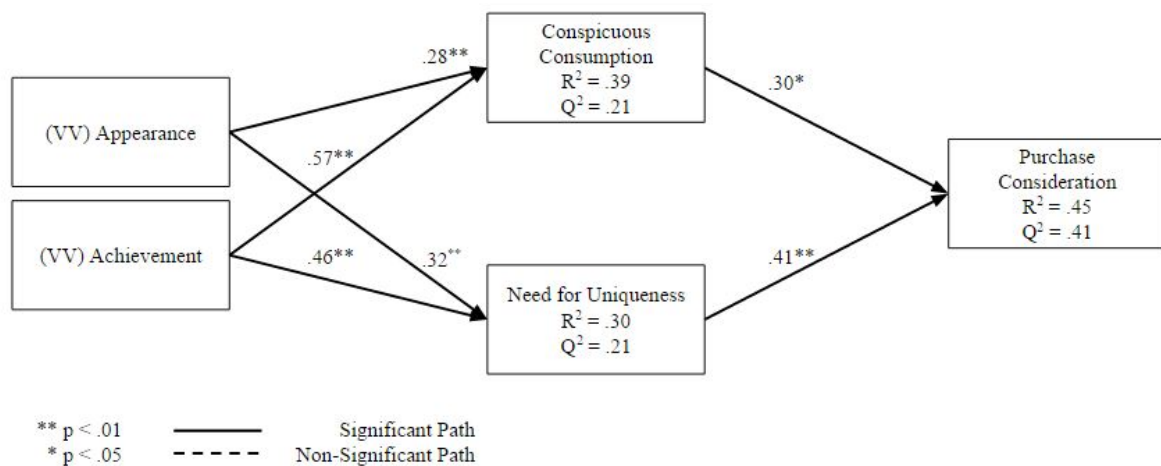 Conspicuous
Consumption
R² = .39
Q² = .21
.28**
.30*
(VV) Appearance
.57**
Purchase
Consideration
R² = .45
Q² = .41
(VV) Achievement
.46**
.32**
.41**
Need for Uniqueness
R² = .30
Q² = .21
** p < .01
Significant Path
* p < .05
Non-Significant Path